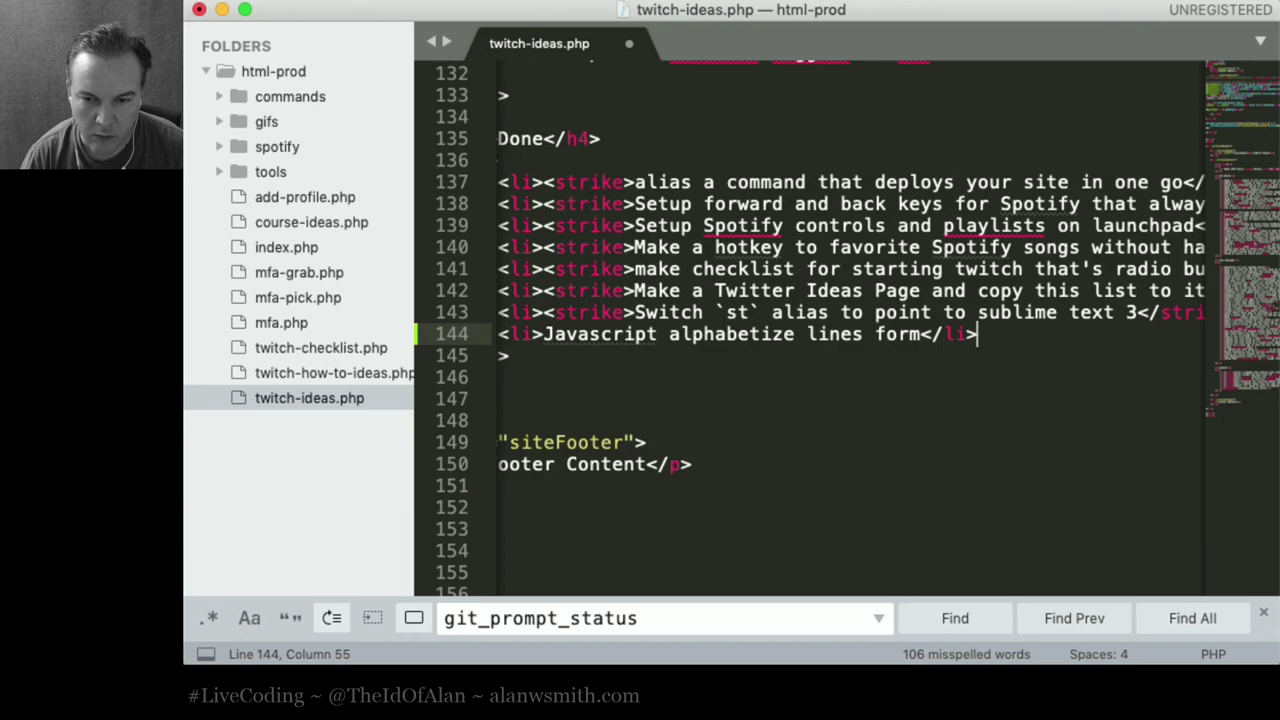 twitch-ideas.php — html-prod
UNREGISTERED
FOLDERS
html-prod
commands
gifs
spotify
tools
add-profile.php
course-ideas.php
index.php
mfa-grab.php
mfa-pick.php
mfa.php
twitch-checklist.php
twitch-how-to-ideas.php
twitch-ideas.php
twitch-ideas.php
132
133 >
134
135 Done</h4>
136
137 <li><strike>alias a command that deploys your site in one go</
138 <li><strike>Setup forward and back keys for Spotify that alway
139 <li><strike>Setup Spotify controls and playlists on launchpad<
140 <li><strike>Make a hotkey to favorite Spotify songs without ha
141 <li><strike>make checklist for starting twitch that's radio bu
142 <li><strike>Make a Twitter Ideas Page and copy this list to it
143 <li><strike>Switch `st` alias to point to sublime text 3</stri
144 <li>Javascript alphabetize lines form</li>
145 >
146
147
148
149 "siteFooter">
150 ooter Content</p>
151
152
153
154
155
156
.* Aa “” git_prompt_status Find Find Prev Find All
Line 144, Column 55 106 misspelled words Spaces: 4 PHP
#LiveCoding ~ @TheIdOfAlan ~ alanwsmith.com